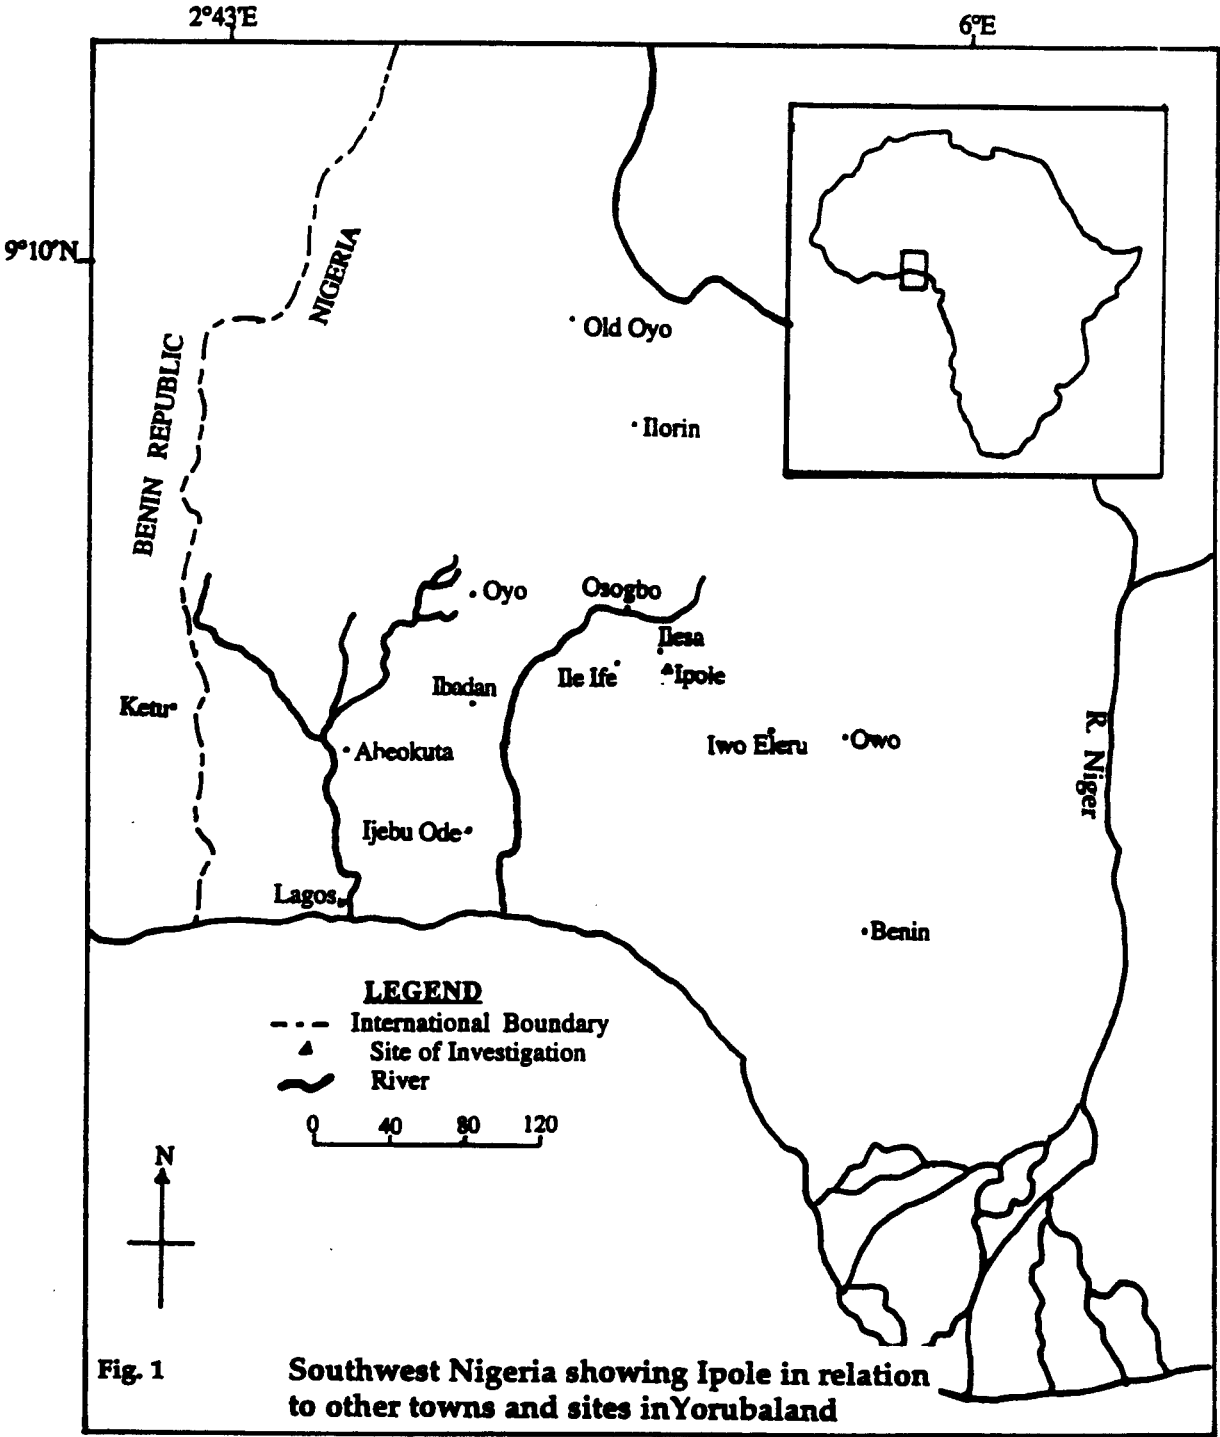 2°43'E
6°E
9°10'N
NIGERIA
BENIN REPUBLIC
Old Oyo
Ilorin
Oyo
Osogbo
Ilesa
Ile Ife
Ipole
Ibadan
Ketu
Abeokuta
Iwo Eleru
Owo
R. Niger
Ijebu Ode
Lagos
Benin
LEGEND
International Boundary
Site of Investigation
River
0 40 80 120
N
Fig. 1
Southwest Nigeria showing Ipole in relation
to other towns and sites inYorubaland